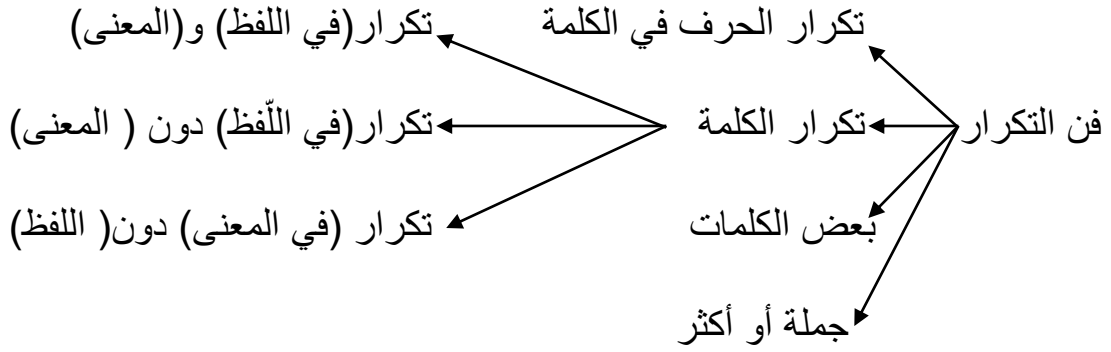 تكرار الحرف في الكلمة تكرار(في اللفظ) و(المعنى)
فن التكرار تكرار الكلمة تكرار(في اللّفظ) دون ( المعنى)
بعض الكلمات تكرار (في المعنى) دون( اللفظ)
جملة أو أكثر